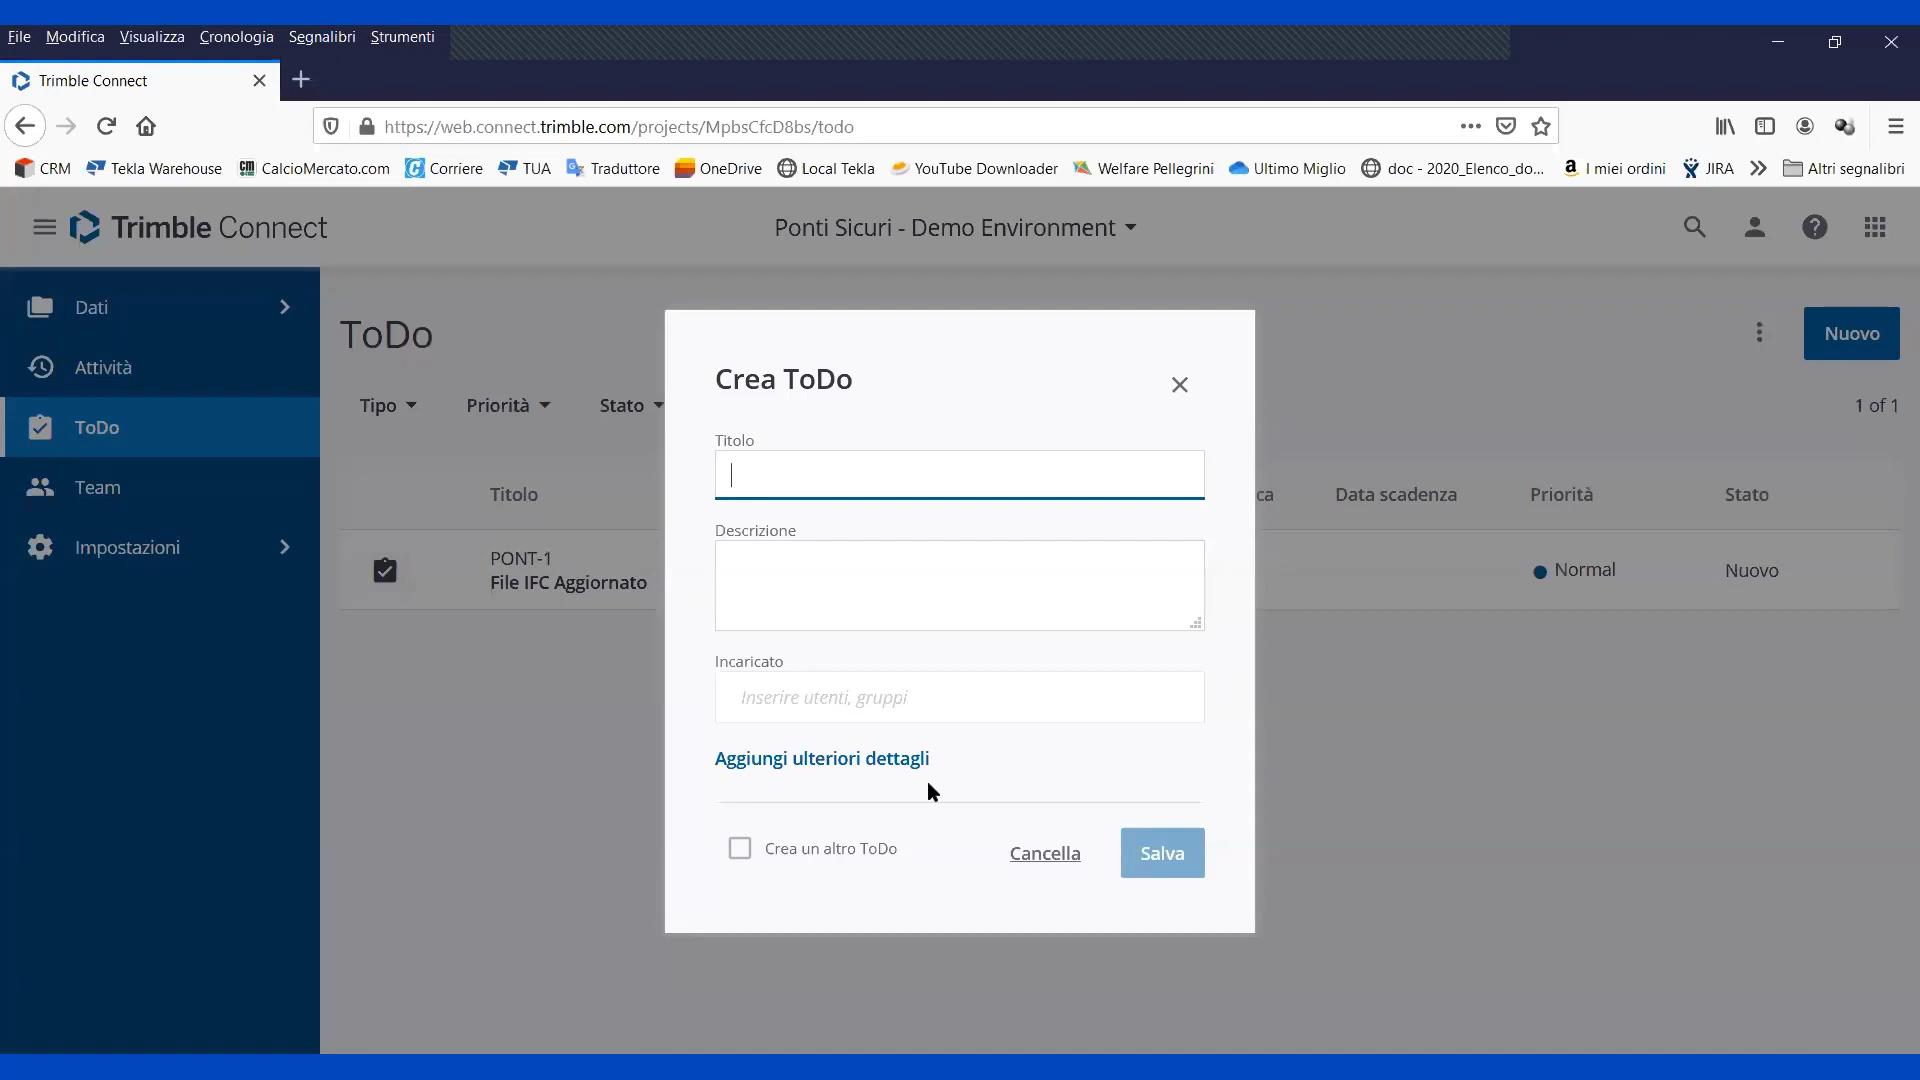 File Modifica Visualizza Cronologia Segnalibri Strumenti
Trimble Connect
https://web.connect.trimble.com/projects/MpbsCfcD8bs/todo
CRM Tekla Warehouse CalcioMercato.com Corriere TUA Traduttore OneDrive Local Tekla YouTube Downloader Welfare Pellegrini Ultimo Miglio doc - 2020_Elenco_do... I miei ordini JIRA Altri segnalibri
Trimble Connect Ponti Sicuri - Demo Environment
Dati
Attività
ToDo
Team
Impostazioni
ToDo
Nuovo
Tipo Priorità Stato
1 of 1
Titolo ca Data scadenza Priorità Stato
PONT-1
File IFC Aggiornato
Normal Nuovo
Crea ToDo
Titolo
Descrizione
Incaricato
Inserire utenti, gruppi
Aggiungi ulteriori dettagli
Crea un altro ToDo
Cancella
Salva